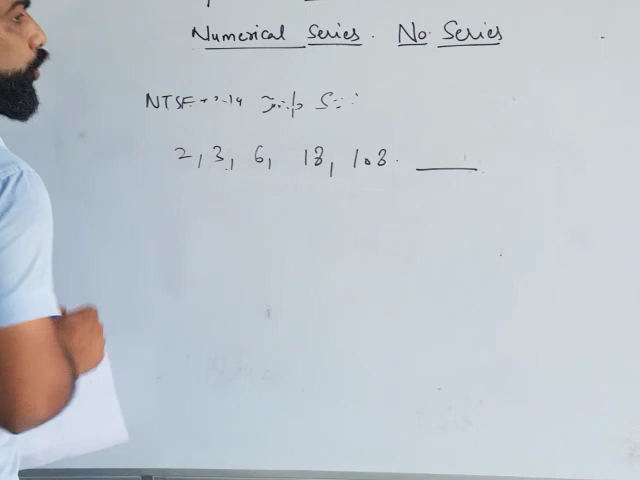 Numerical Series. No. Series
NTSE
2, 3, 6, 18, 108. ____